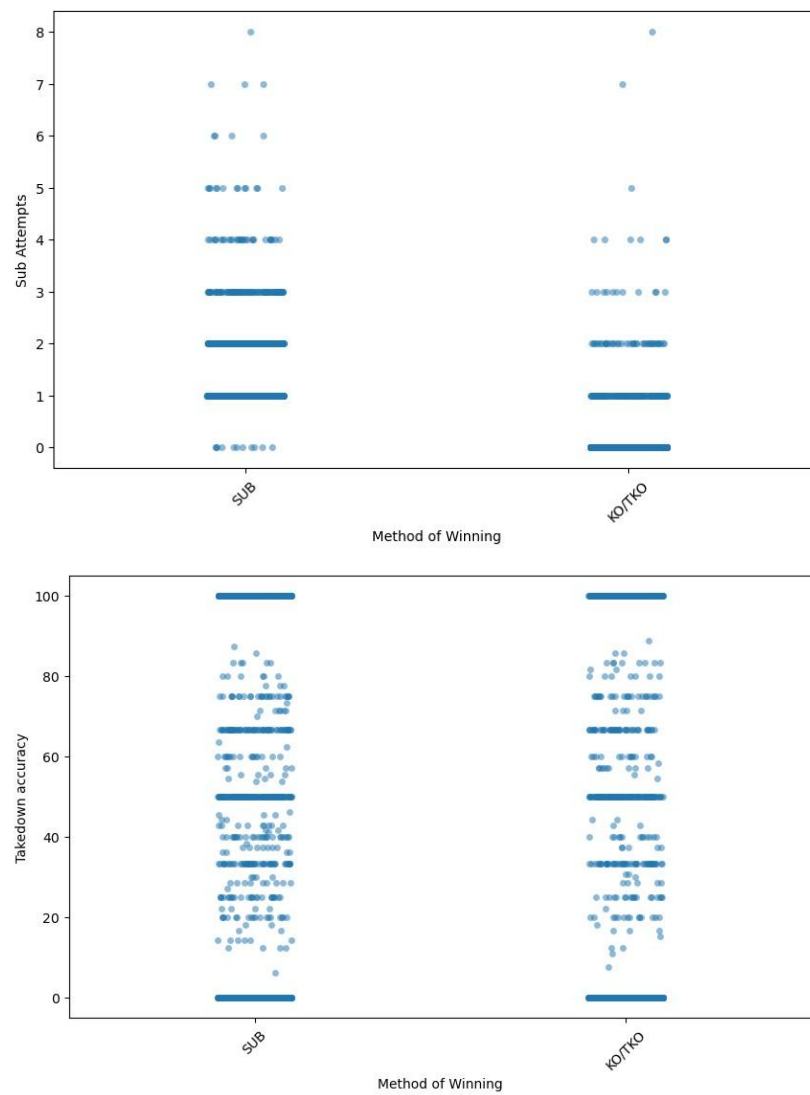 8
7
6
5
4
3
2
1
0
Sub Attempts
SUB
KO/TKO
Method of Winning
100
80
60
40
20
0
Takedown accuracy
SUB
KO/TKO
Method of Winning